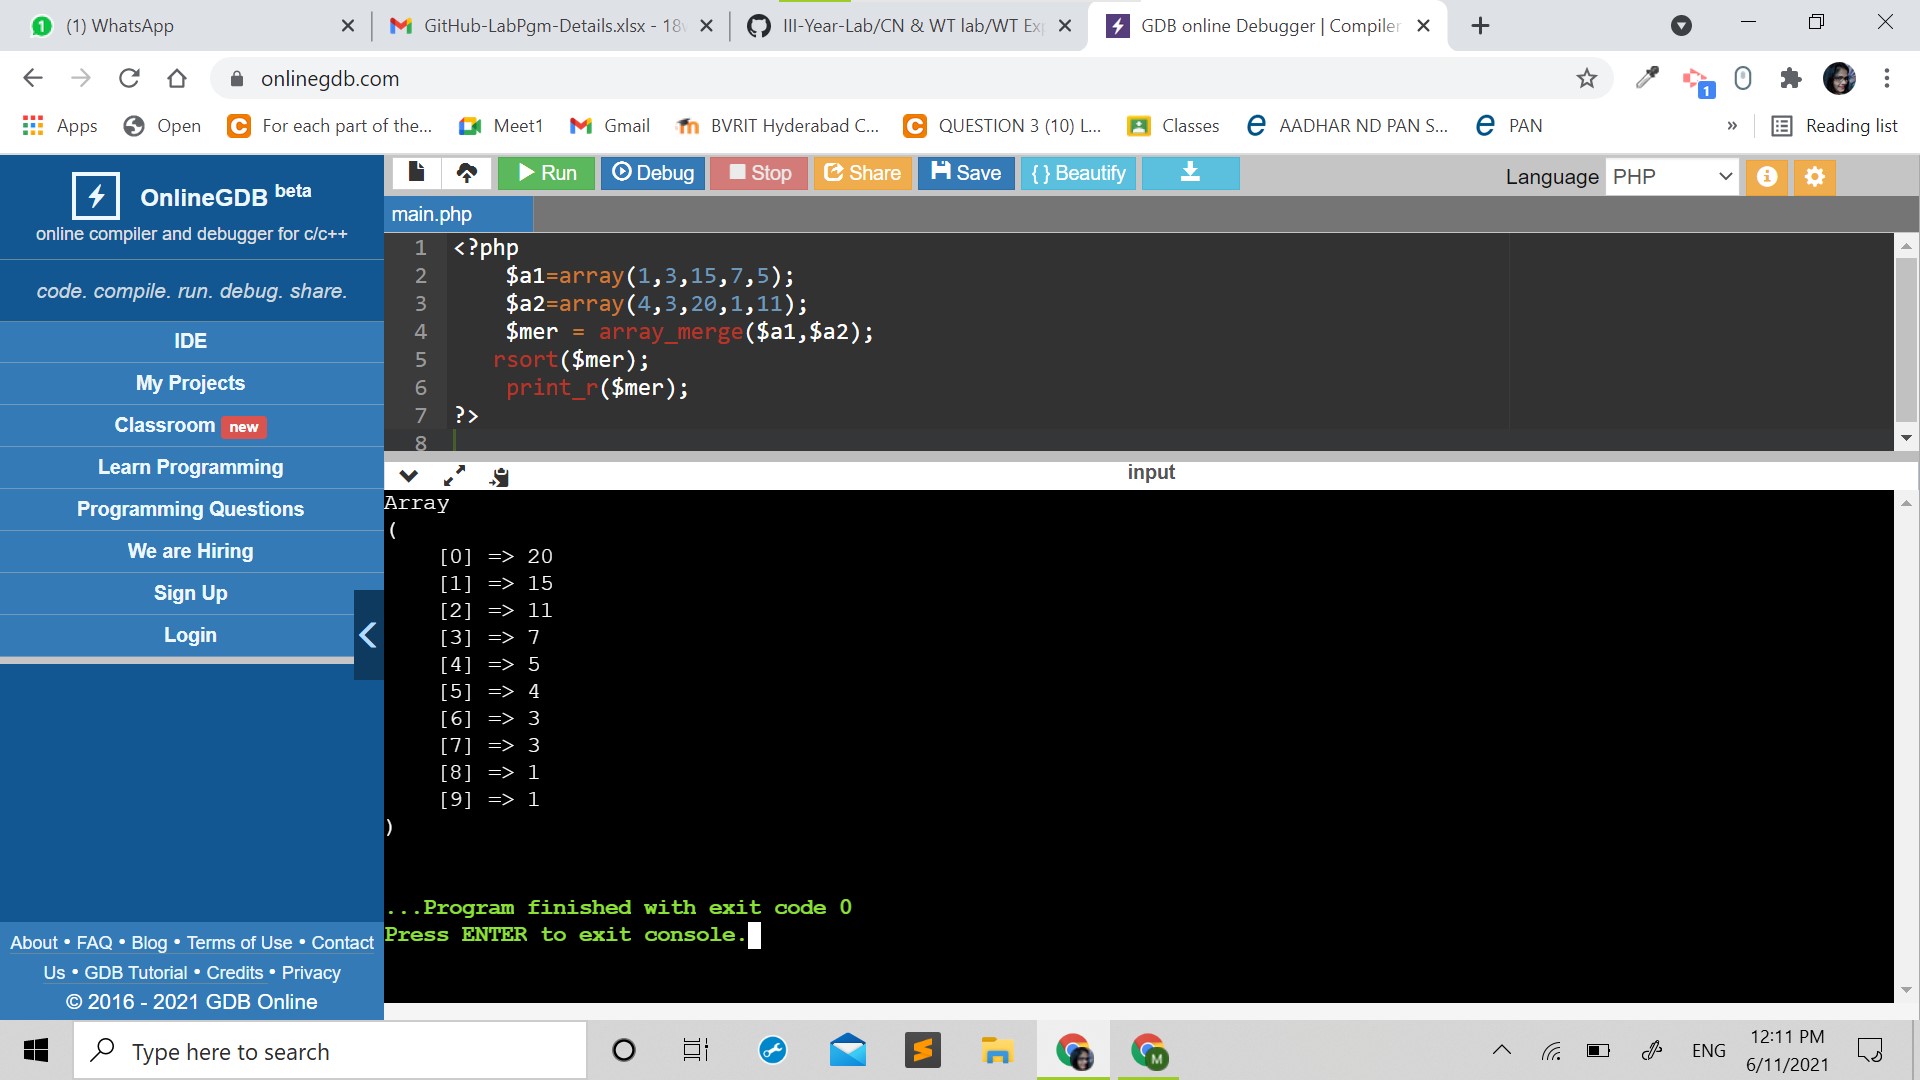 (1) WhatsApp
GitHub-LabPgm-Details.xlsx - 18
III-Year-Lab/CN & WT lab/WT Ex
GDB online Debugger | Compiler
onlinegdb.com
1
Apps
Open
For each part of the...
Meet1
Gmail
BVRIT Hyderabad C...
QUESTION 3 (10) L...
Classes
AADHAR ND PAN S...
PAN
»
Reading list
OnlineGDB beta
online compiler and debugger for c/c++
code. compile. run. debug. share.
IDE
My Projects
Classroom new
Learn Programming
Programming Questions
We are Hiring
Sign Up
Login
About • FAQ • Blog • Terms of Use • Contact
Us • GDB Tutorial • Credits • Privacy
© 2016 - 2021 GDB Online
Run
Debug
Stop
Share
Save
{ } Beautify
Language PHP
main.php
1 <?php
2 $a1=array(1,3,15,7,5);
3 $a2=array(4,3,20,1,11);
4 $mer = array_merge($a1,$a2);
5 rsort($mer);
6 print_r($mer);
7 ?>
8
input
Array
(
[0] => 20
[1] => 15
[2] => 11
[3] => 7
[4] => 5
[5] => 4
[6] => 3
[7] => 3
[8] => 1
[9] => 1
)
...Program finished with exit code 0
Press ENTER to exit console.
Type here to search
M
ENG
12:11 PM
6/11/2021